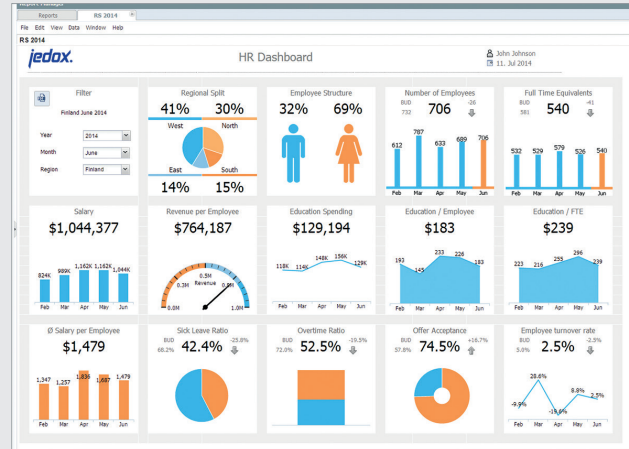 Report Manager
Reports
RS 2014 +
File Edit View Data Window Help
RS 2014
jedox.
HR Dashboard
John Johnson
11. Jul 2014
Filter
Finland June 2014
Year 2014
Month June
Region Finland
Regional Split
41% 30%
West North
East South
14% 15%
Employee Structure
32% 69%
Number of Employees
BUD 706 -26
732
612 787 633 689 706
Feb Mar Apr May Jun
Full Time Equivalents
BUD 540 -41
581
532 529 579 526 540
Feb Mar Apr May Jun
Salary
$1,044,377
824K 989K 1,162K 1,162K 1,044K
Feb Mar Apr May Jun
Revenue per Employee
$764,187
0.0M 0.3M 0.5M 0.8M 1.0M
Revenue
Education Spending
$129,194
118K 114K 148K 156K 129K
Feb Mar Apr May Jun
Education / Employee
$183
193 145 233 226 183
Feb Mar Apr May Jun
Education / FTE
$239
223 216 255 296 239
Feb Mar Apr May Jun
Ø Salary per Employee
$1,479
1,347 1,257 1,836 1,687 1,479
Feb Mar Apr May Jun
Sick Leave Ratio
BUD 42.4% -23.8%
66.2%
Overtime Ratio
BUD 52.5% -19.5%
72.0%
Offer Acceptance
BUD 74.5% +16.7%
57.8%
Employee turnover rate
BUD 2.5% -2.5%
5.0%
-9.9% 28.6% -19.6% 8.8% 2.5%
Feb Mar Apr May Jun